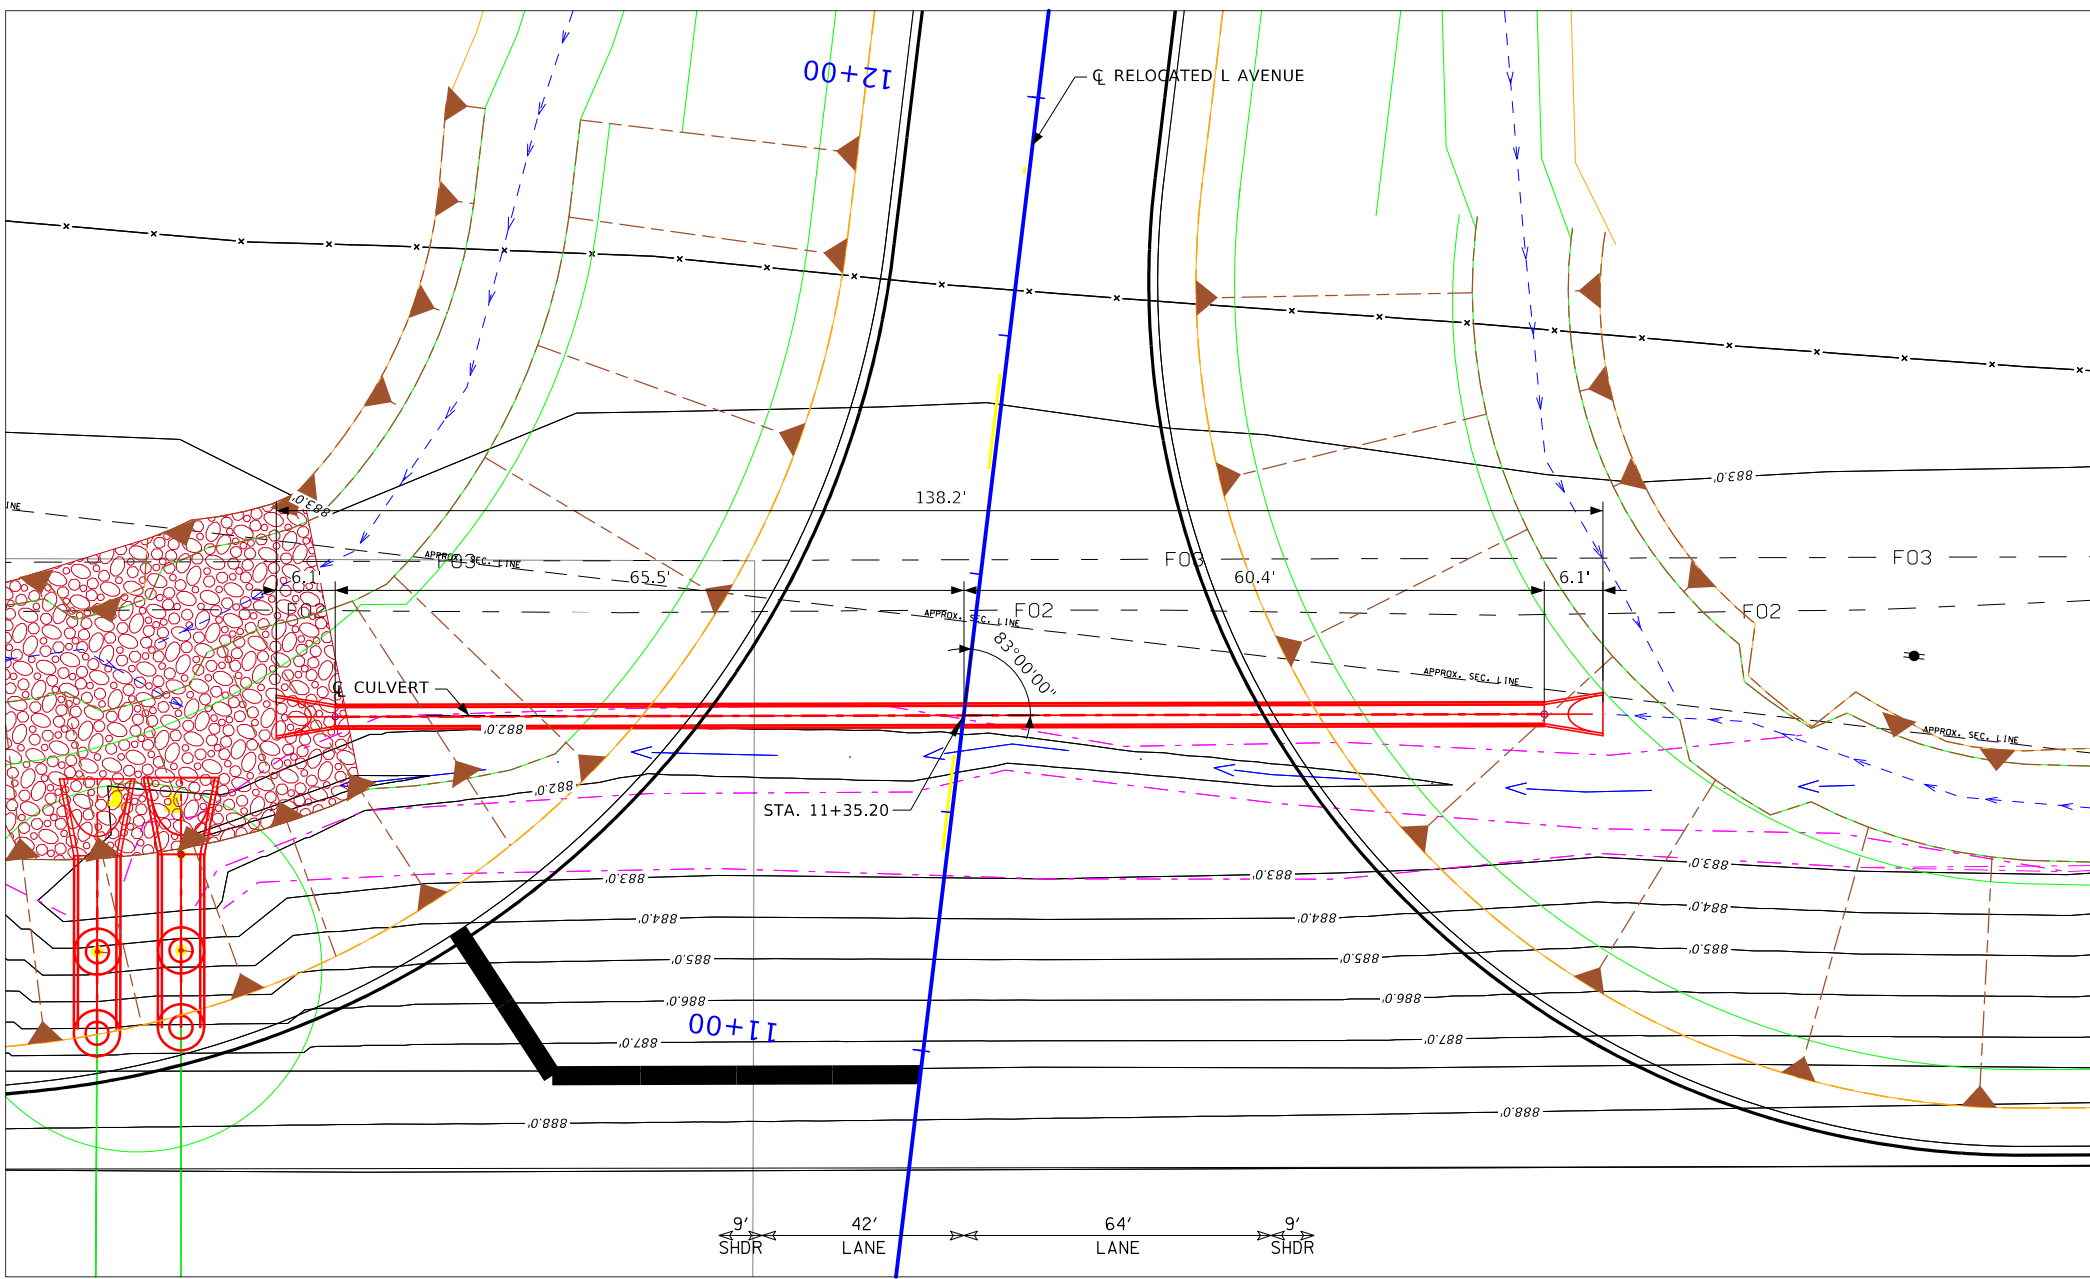 12+00
℄ RELOCATED L AVENUE
883.0'
138.2'
883.0'
INE
APPROX. SEC. LINE
F03
F03
F03
6.1'
65.5'
60.4'
6.1'
F02
F02
F02
APPROX. SEC. LINE
83°00'00"
APPROX. SEC. LINE
℄ CULVERT
882.0'
APPROX. SEC. LINE
882.0'
STA. 11+35.20
883.0'
883.0'
883.0'
884.0'
884.0'
884.0'
885.0'
885.0'
885.0'
886.0'
886.0'
11+00
887.0'
887.0'
888.0'
888.0'
9' 42' 64' 9'
SHDR LANE LANE SHDR